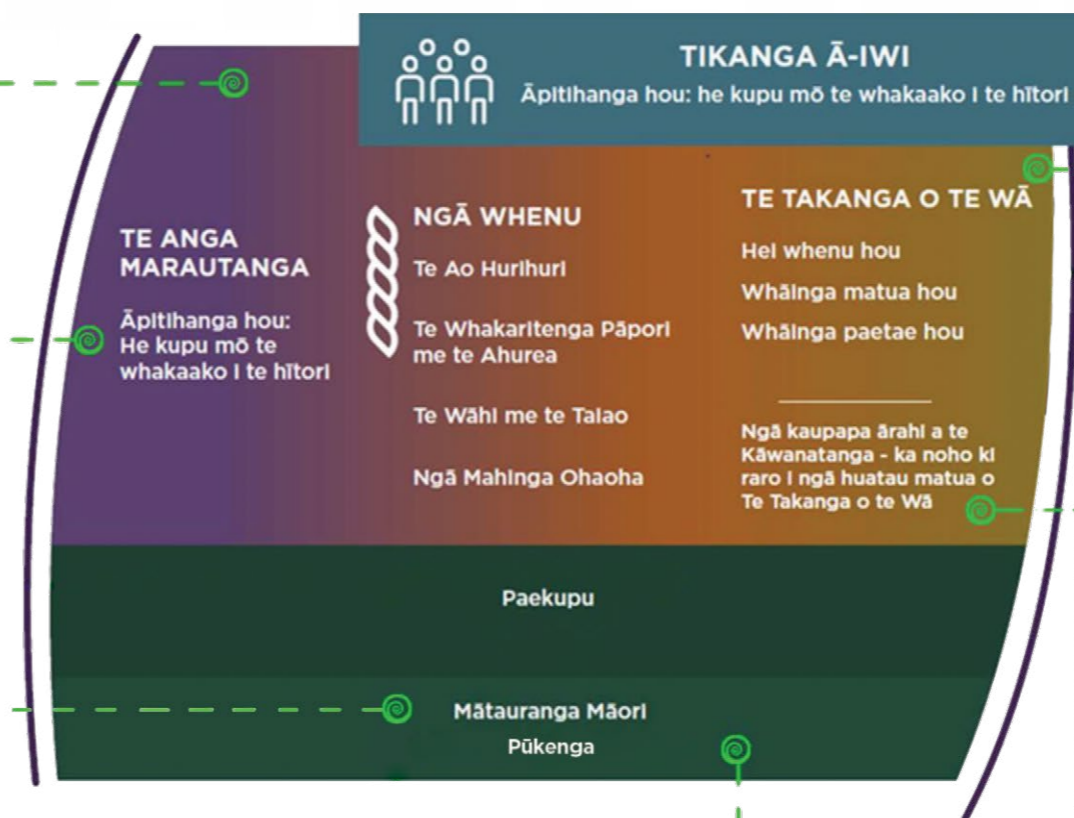 TIKANGA Ā-IWI
Āpitihanga hou: he kupu mō te whakaako i te hītori
TE ANGA
MARAUTANGA
Āpitihanga hou:
He kupu mō te
whakaako i te hītori
NGĀ WHENU
Te Ao Hurihuri
Te Whakaritenga Pāpori
me te Ahurea
Te Wāhi me te Taiao
Ngā Mahinga Ohaoha
TE TAKANGA O TE WĀ
Hei whenu hou
Whāinga matua hou
Whāinga paetae hou
Ngā kaupapa ārahi a te
Kāwanatanga - ka noho ki
raro i ngā huatau matua o
Te Takanga o te Wā
Paekupu
Mātauranga Māori
Pūkenga